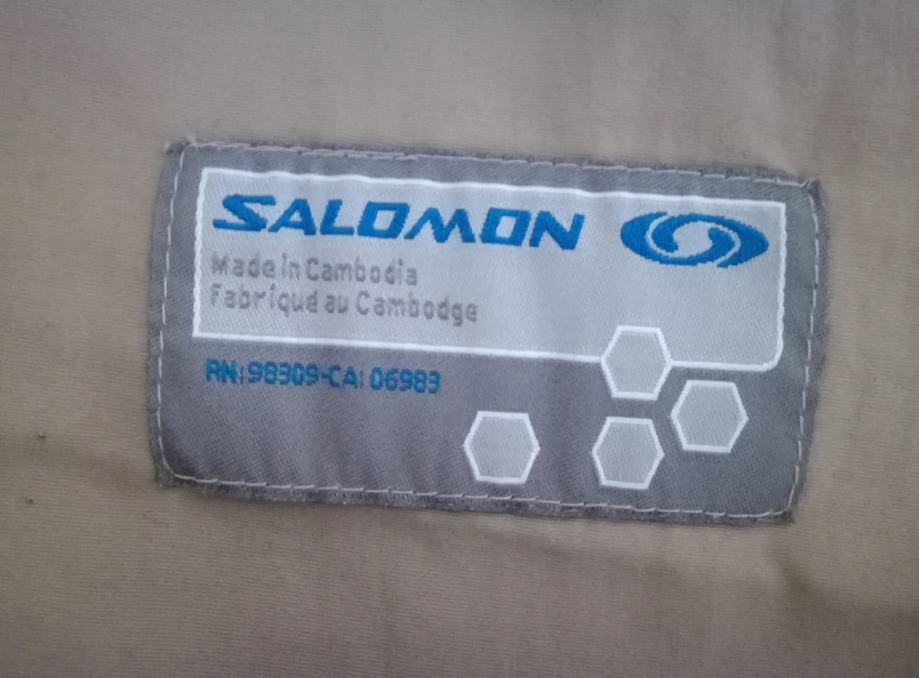 SALOMON
Made in Cambodia
Fabriqué au Cambodge
RN:98309-CA:06983